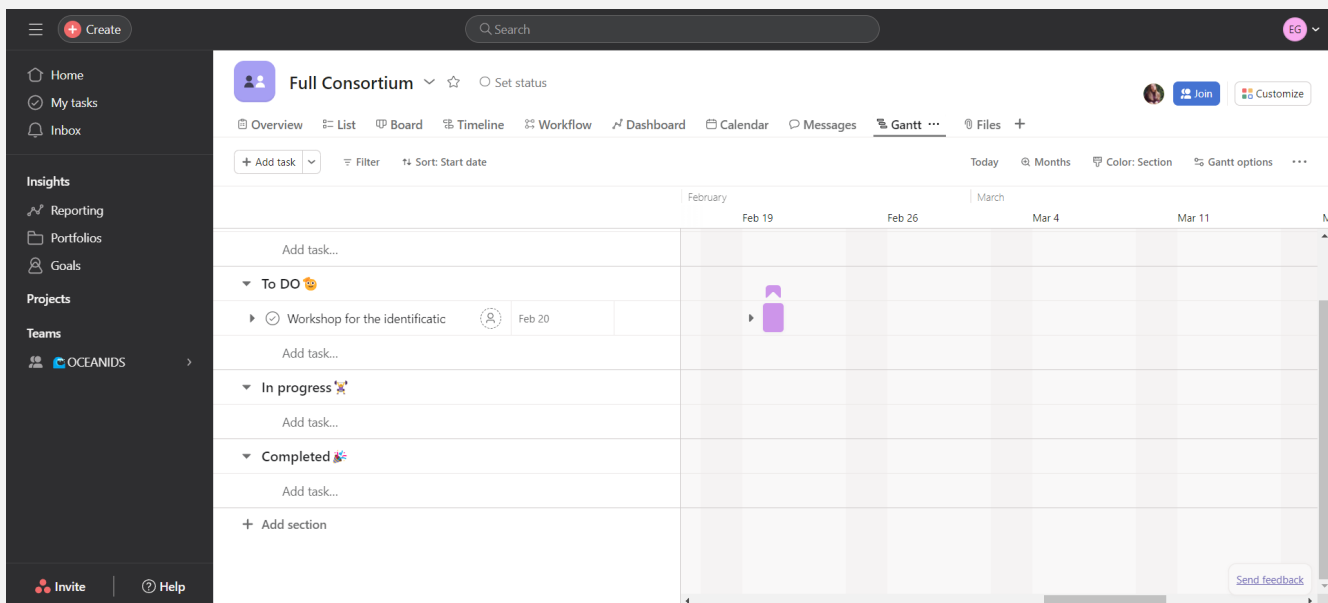 Create
Search
EG
Home
My tasks
Inbox
Insights
Reporting
Portfolios
Goals
Projects
Teams
OCEANIDS
Invite
Help
Full Consortium
Set status
Join
Customize
Overview
List
Board
Timeline
Workflow
Dashboard
Calendar
Messages
Gantt
Files
+ Add task
Filter
Sort: Start date
Today
Months
Color: Section
Gantt options
February
March
Feb 19
Feb 26
Mar 4
Mar 11
Add task...
To DO
Workshop for the identificatic
Feb 20
Add task...
In progress
Add task...
Completed
Add task...
+ Add section
Send feedback